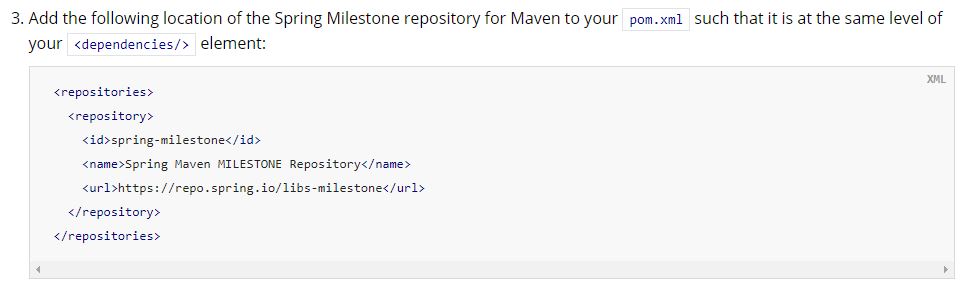 3. Add the following location of the Spring Milestone repository for Maven to your pom.xml such that it is at the same level of
your <dependencies/> element:
XML
<repositories>
<repository>
<id>spring-milestone</id>
<name>Spring Maven MILESTONE Repository</name>
<url>https://repo.spring.io/libs-milestone</url>
</repository>
</repositories>